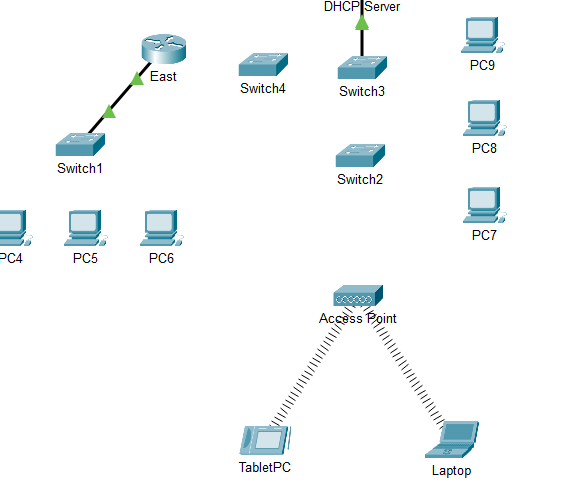 DHCP Server
PC9
East
Switch4
Switch3
PC8
Switch1
Switch2
PC7
PC4
PC5
PC6
Access Point
TabletPC
Laptop